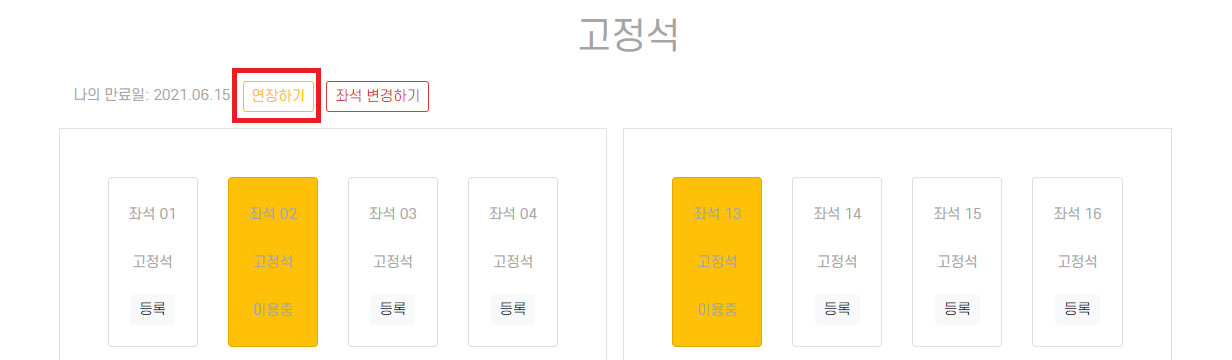 고정석
나의 만료일: 2021.06.15 연장하기 좌석 변경하기
좌석 01 좌석 02 좌석 03 좌석 04 좌석 13 좌석 14 좌석 15 좌석 16
고정석 고정석 고정석 고정석 고정석 고정석 고정석 고정석
등록 이용중 등록 등록 이용중 등록 등록 등록